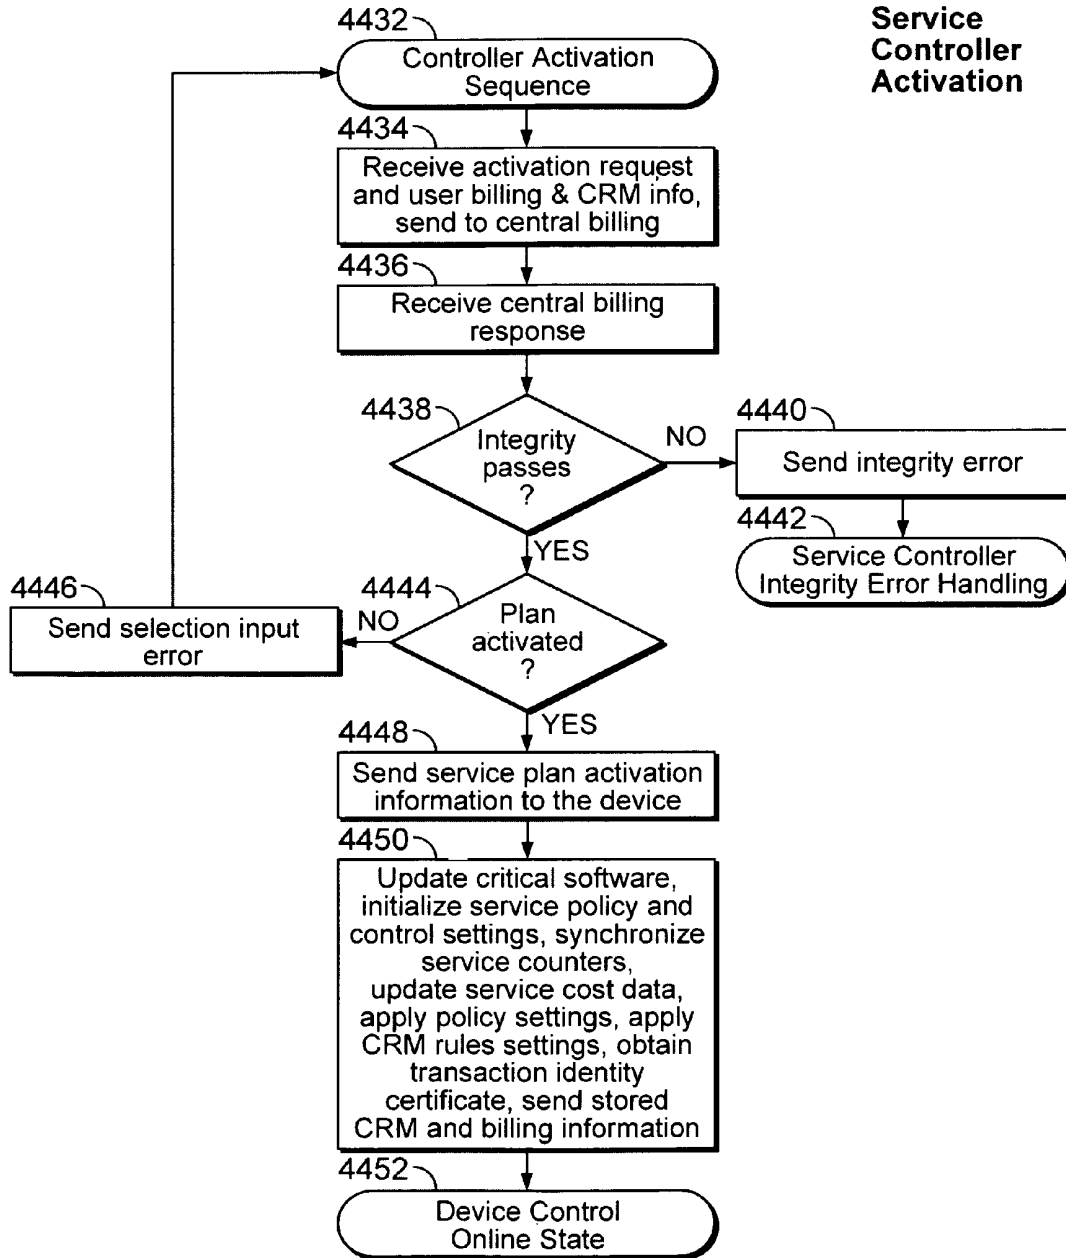 Service
Controller
Activation
4432
Controller Activation
Sequence
4434
Receive activation request
and user billing & CRM info,
send to central billing
4436
Receive central billing
response
4438
Integrity
passes
?
NO
4440
Send integrity error
4442
Service Controller
Integrity Error Handling
YES
4444
Plan
activated
?
NO
4446
Send selection input
error
YES
4448
Send service plan activation
information to the device
4450
Update critical software,
initialize service policy and
control settings, synchronize
service counters,
update service cost data,
apply policy settings, apply
CRM rules settings, obtain
transaction identity
certificate, send stored
CRM and billing information
4452
Device Control
Online State